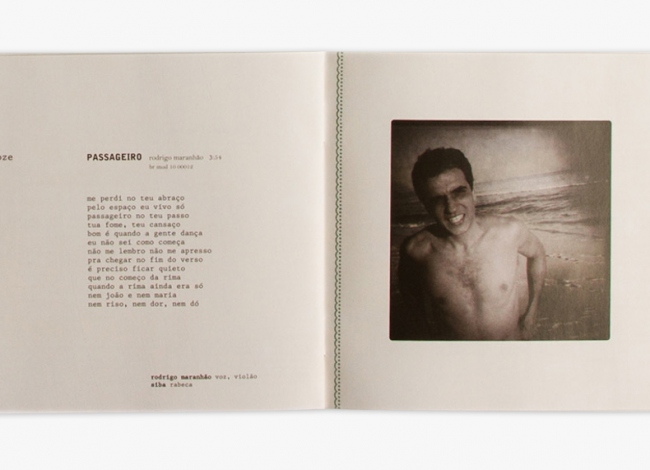 oze
PASSAGEIRO rodrigo maranhão 3:14
me perdi no teu abraço
pelo espaço eu vivo só
passageiro no teu passo
tua fome, teu cansaço
bom é quando a gente dança
eu não sei como começa
não me lembro não me apresso
pra chegar no fim do verso
é preciso ficar quieto
que no começo da rima
quando a rima ainda era só
nem joão e nem maria
nem riso, nem dor, nem dó
rodrigo maranhão voz, violão
siba rabeca